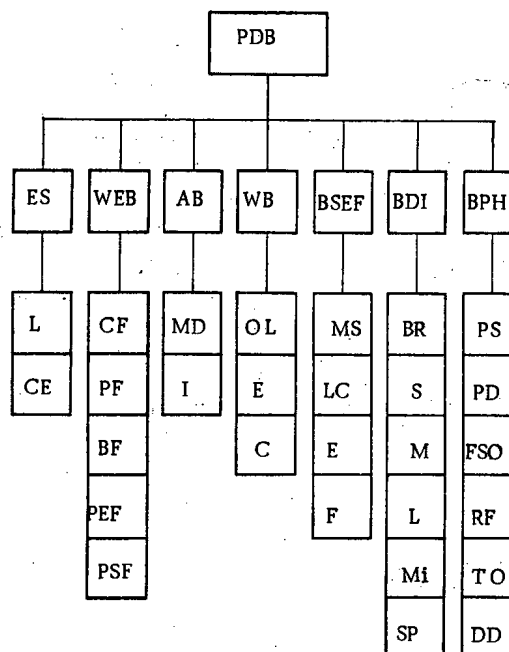 PDB
ES WEB AB WB BSEF BDI BPH
L CF MD OL MS BR PS
CE PF I E LC S PD
BF C E M FSO
PEF F L RF
PSF Mi TO
SP DD